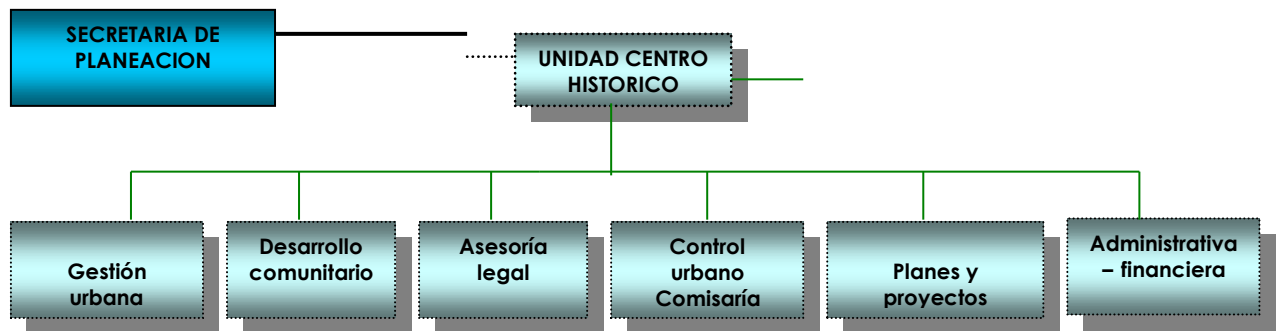 SECRETARIA DE
PLANEACION
UNIDAD CENTRO
HISTORICO
Gestión
urbana
Desarrollo
comunitario
Asesoría
legal
Control
urbano
Comisaría
Planes y
proyectos
Administrativa
– financiera